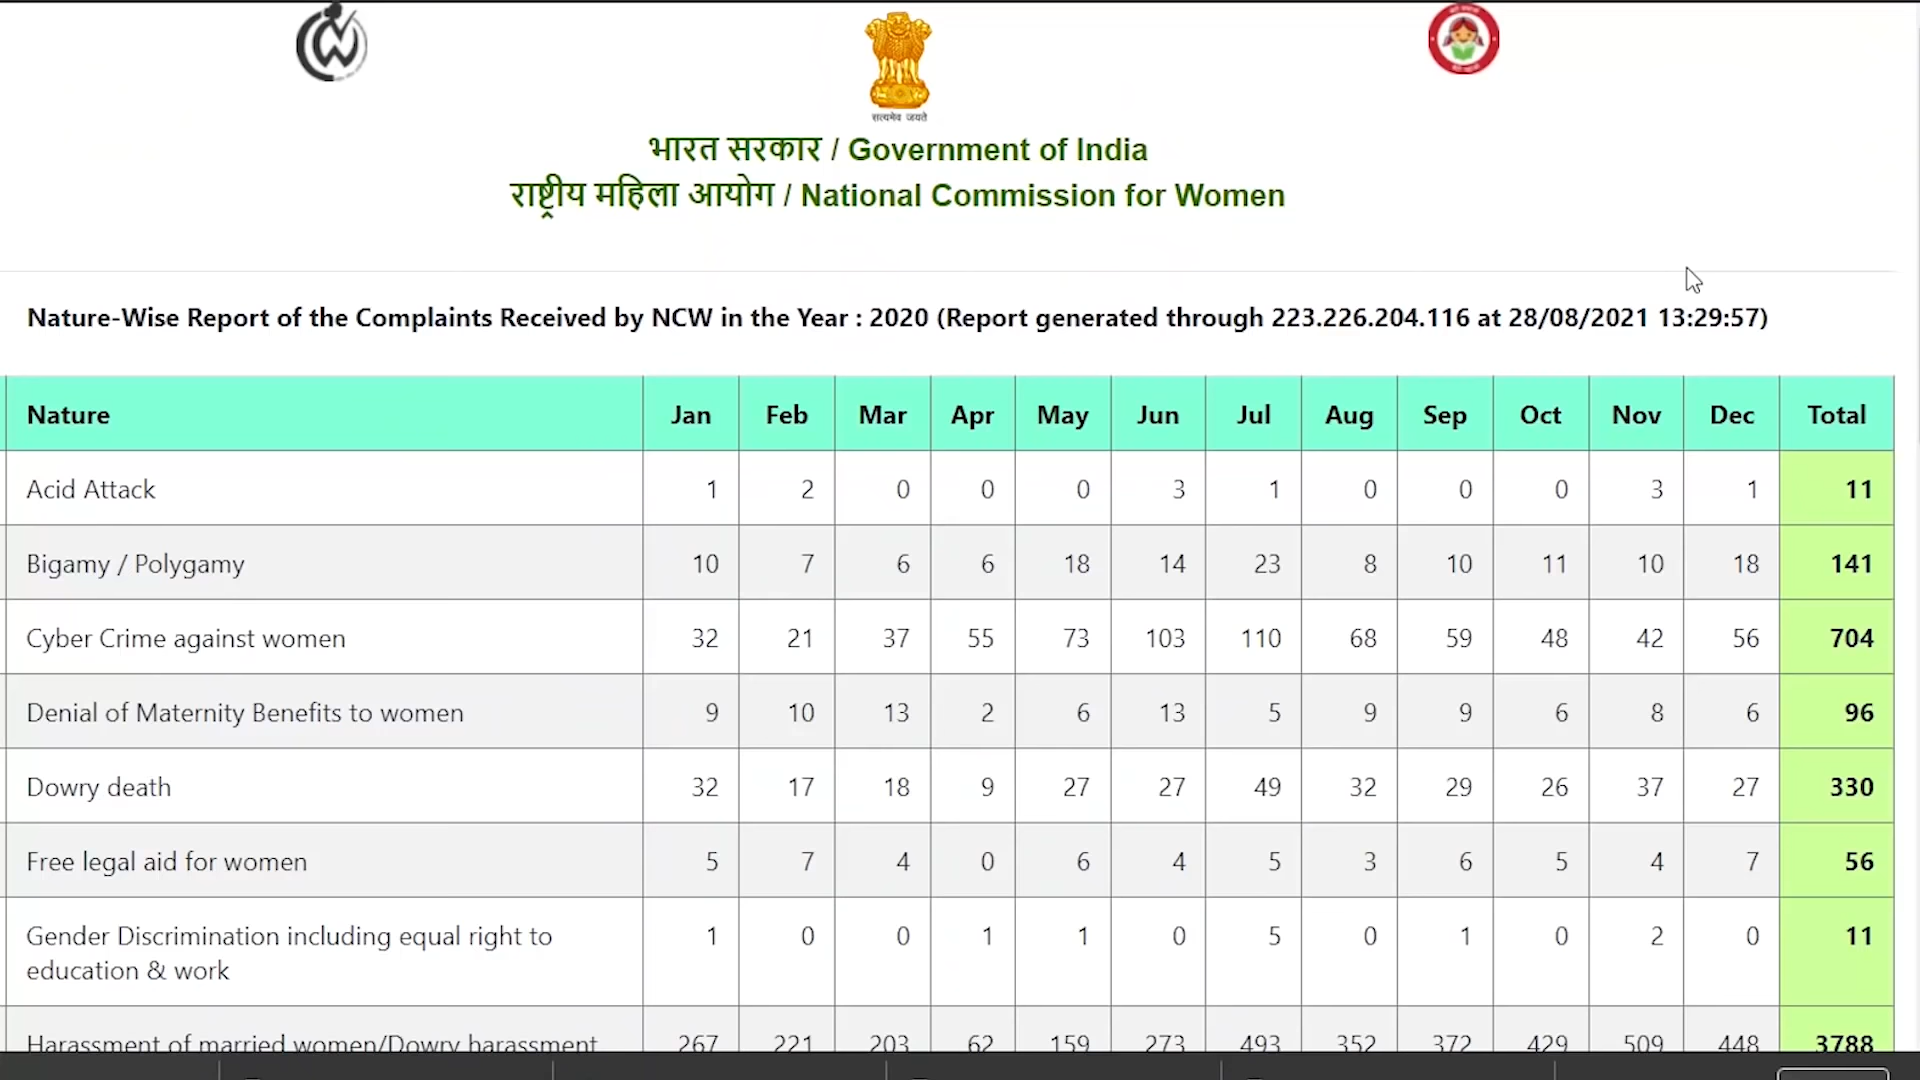 सत्यमेव जयते
भारत सरकार / Government of India
राष्ट्रीय महिला आयोग / National Commission for Women
Nature-Wise Report of the Complaints Received by NCW in the Year : 2020 (Report generated through 223.226.204.116 at 28/08/2021 13:29:57)
Nature Jan Feb Mar Apr May Jun Jul Aug Sep Oct Nov Dec Total
Acid Attack 1 2 0 0 0 3 1 0 0 0 3 1 11
Bigamy / Polygamy 10 7 6 6 18 14 23 8 10 11 10 18 141
Cyber Crime against women 32 21 37 55 73 103 110 68 59 48 42 56 704
Denial of Maternity Benefits to women 9 10 13 2 6 13 5 9 9 6 8 6 96
Dowry death 32 17 18 9 27 27 49 32 29 26 37 27 330
Free legal aid for women 5 7 4 0 6 4 5 3 6 5 4 7 56
Gender Discrimination including equal right to 1 0 0 1 1 0 5 0 1 0 2 0 11
education & work
Harassment of married women/Dowry harassment 267 221 203 62 159 273 493 352 372 429 509 448 3788